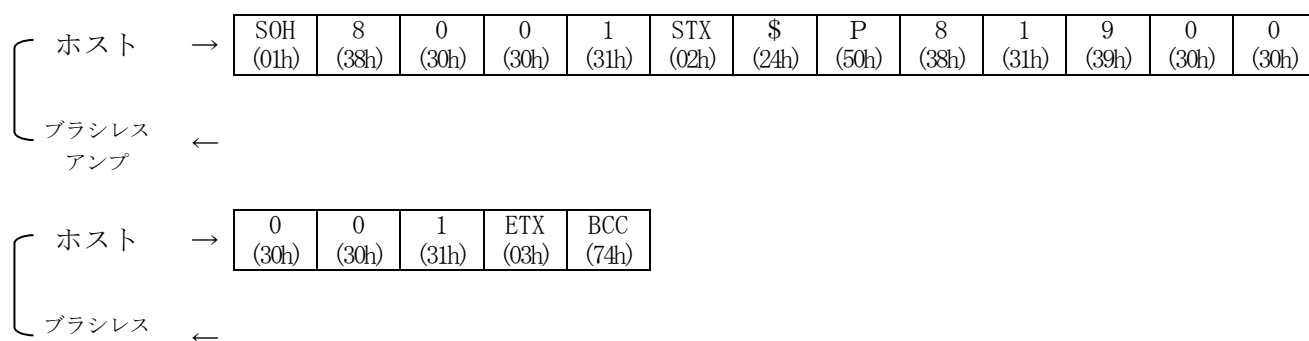 ホスト → SOH 8 0 0 1 STX $ P 8 1 9 0 0
(01h) (38h) (30h) (30h) (31h) (02h) (24h) (50h) (38h) (31h) (39h) (30h) (30h)
ブラシレス
アンプ ←
ホスト → 0 0 1 ETX BCC
(30h) (30h) (31h) (03h) (74h)
ブラシレス ←